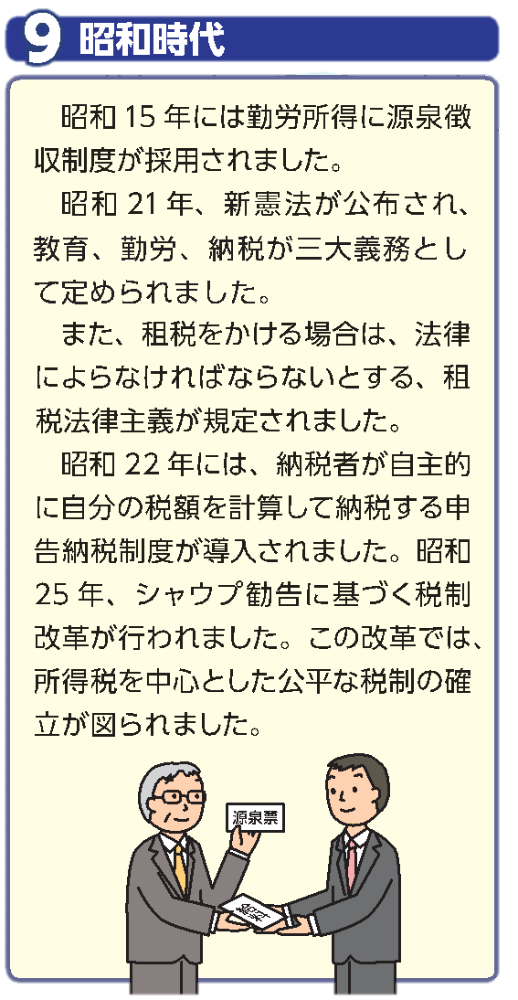 9 昭和時代
昭和 15 年には勤労所得に源泉徴
収制度が採用されました。
昭和 21 年、新憲法が公布され、
教育、勤労、納税が三大義務とし
て定められました。
また、租税をかける場合は、法律
によらなければならないとする、租
税法律主義が規定されました。
昭和 22 年には、納税者が自主的
に自分の税額を計算して納税する申
告納税制度が導入されました。昭和
25 年、シャウプ勧告に基づく税制
改革が行われました。この改革では、
所得税を中心とした公平な税制の確
立が図られました。
源泉票